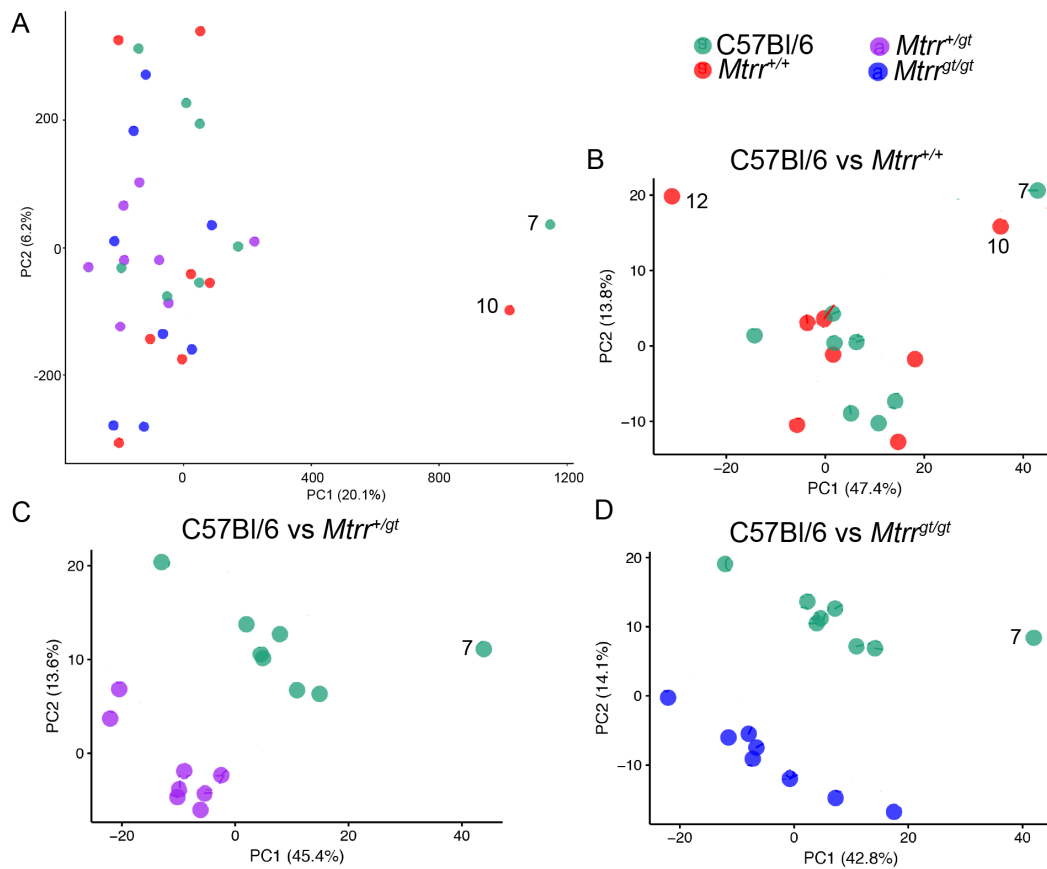 A
C57Bl/6
Mtrr+/+
Mtrr+/gt
Mtrrgt/gt
200
0
-200
PC2 (6.2%)
7
10
0
400
800
1200
PC1 (20.1%)
B
C57Bl/6 vs Mtrr+/+
20
10
0
−10
PC2 (13.8%)
12
7
10
−20
0
20
40
PC1 (47.4%)
C
C57Bl/6 vs Mtrr+/gt
20
10
0
PC2 (13.6%)
7
−20
0
20
40
PC1 (45.4%)
D
C57Bl/6 vs Mtrrgt/gt
20
10
0
−10
PC2 (14.1%)
7
−20
0
20
40
PC1 (42.8%)